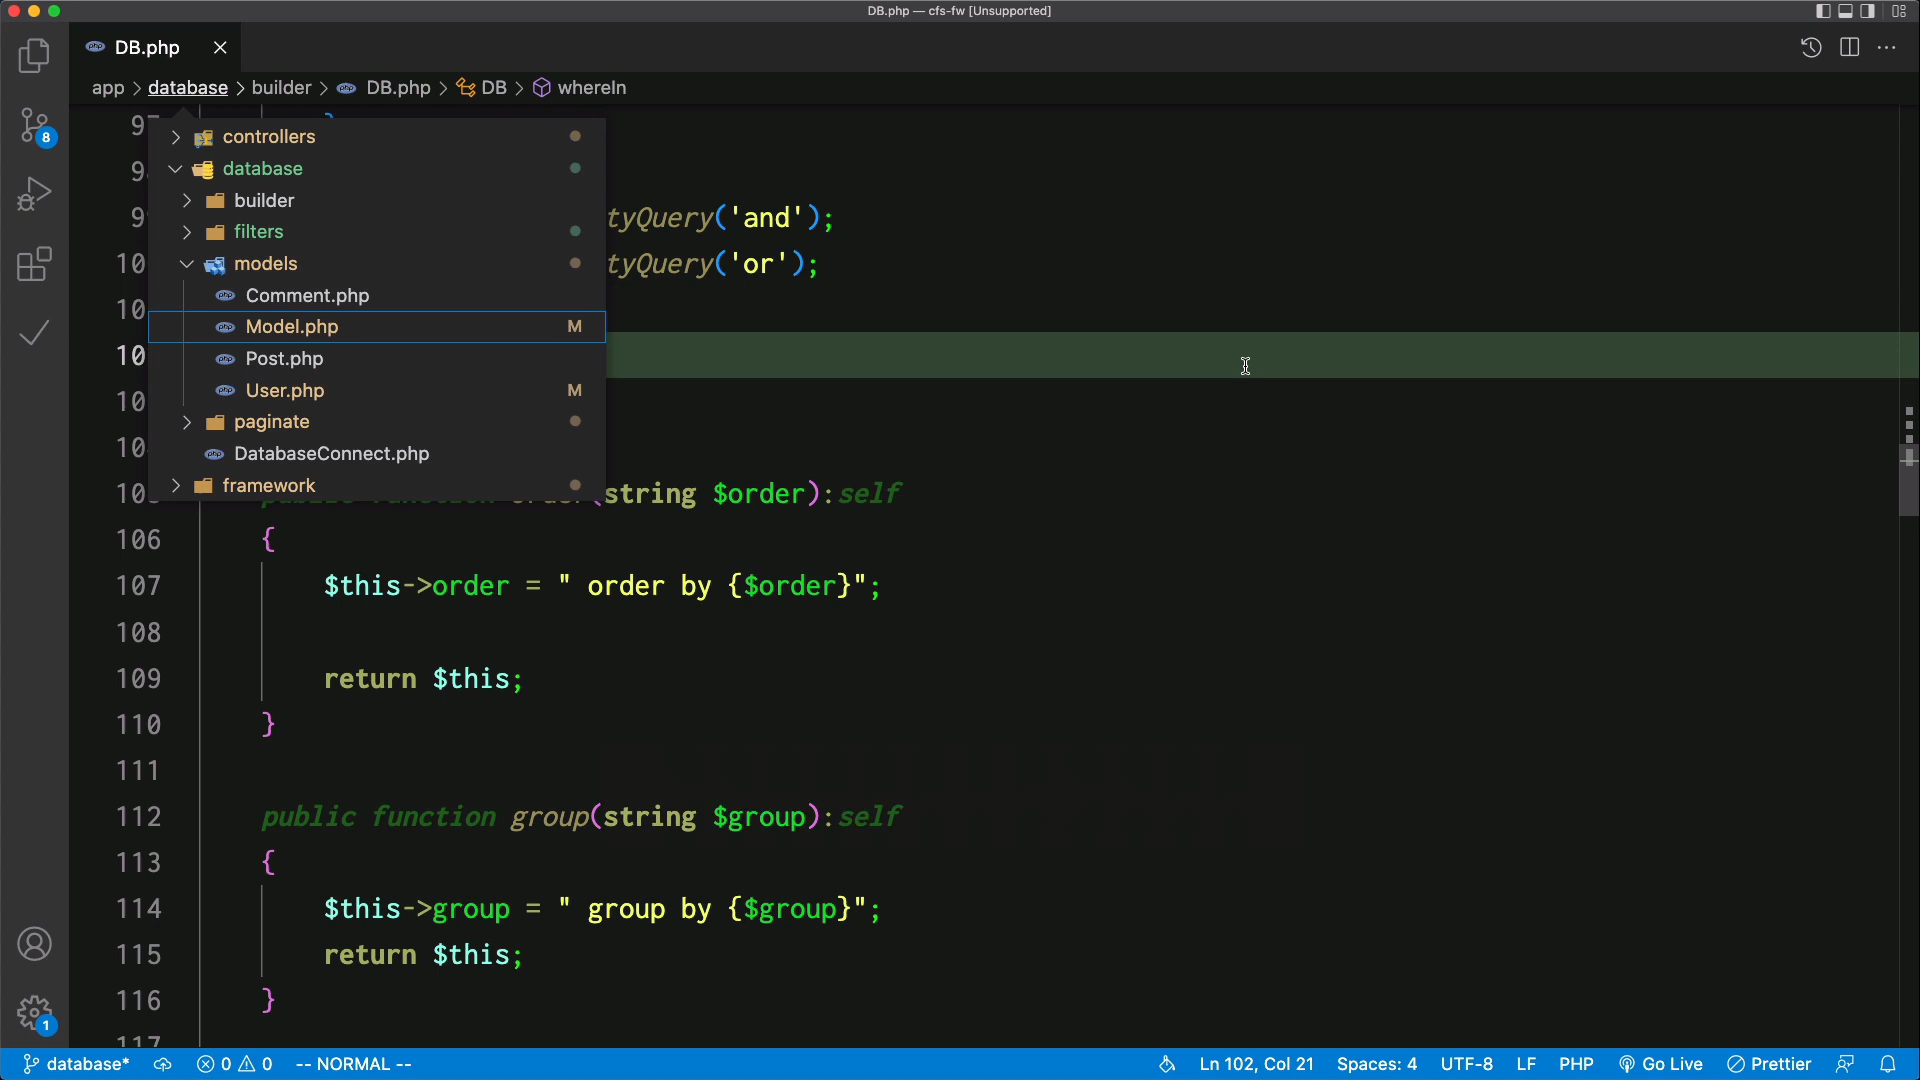 DB.php — cfs-fw [Unsupported]
DB.php
app > database > builder > DB.php > DB > whereIn
8
controllers
database
builder
filters
models
Comment.php
Model.php M
Post.php
User.php M
paginate
DatabaseConnect.php
framework
tyQuery('and');
tyQuery('or');
(string $order):self
106 {
107 $this->order = " order by {$order}";
108
109 return $this;
110 }
111
112 public function group(string $group):self
113 {
114 $this->group = " group by {$group}";
115 return $this;
116 }
117
1
database* 0 0 -- NORMAL -- Ln 102, Col 21 Spaces: 4 UTF-8 LF PHP Go Live Prettier